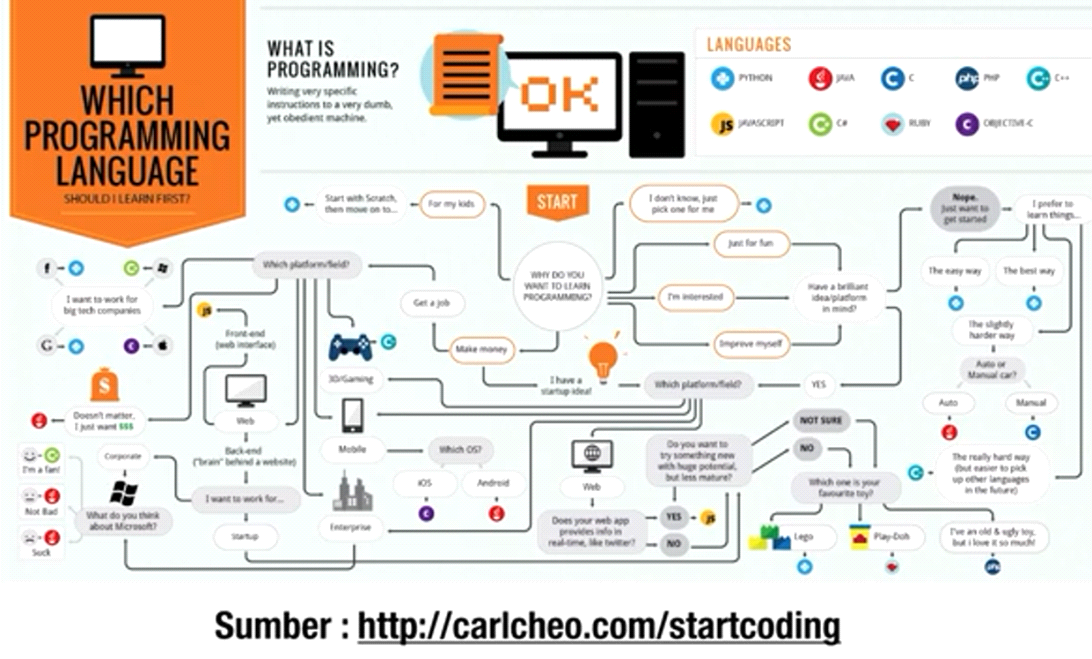 WHICH
PROGRAMMING
LANGUAGE
SHOULD I LEARN FIRST?
WHAT IS
PROGRAMMING?
Writing very specific
instructions to a very dumb,
yet obedient machine.
OK
LANGUAGES
PYTHON
JAVA
C
php PHP
C++
JS JAVASCRIPT
C#
RUBY
OBJECTIVE-C
START
WHY DO YOU
WANT TO LEARN
PROGRAMMING?
For my kids
Start with Scratch,
then move on to...
I don't know, just
pick one for me
Just for fun
I'm interested
Improve myself
Have a brilliant
idea/platform
in mind?
Nope.
Just want to
get started
I prefer to
learn things...
The easy way
The best way
The slightly
harder way
Auto or
Manual car?
Auto
Manual
The really hard way
(but easier to pick
up other languages
in the future)
YES
Which platform/field?
I have a
startup idea!
Make money
Get a job
Which platform/field?
I want to work for
big tech companies
f
G
JS
Front-end
(web interface)
Web
Back-end
("brain" behind a website)
$
Doesn't matter,
I just want $$$
I want to work for...
Corporate
Startup
What do you think
about Microsoft?
I'm a fan!
Not Bad
Suck
3D/Gaming
Mobile
Which OS?
iOS
Android
Enterprise
Web
Does your web app
provides info in
real-time, like twitter?
YES
JS
NO
Do you want to
try something new
with huge potential,
but less mature?
NOT SURE
NO
Which one is your
favourite toy?
Lego
Play-Doh
I've an old & ugly toy,
but i love it so much!
php
Sumber : http://carlcheo.com/startcoding